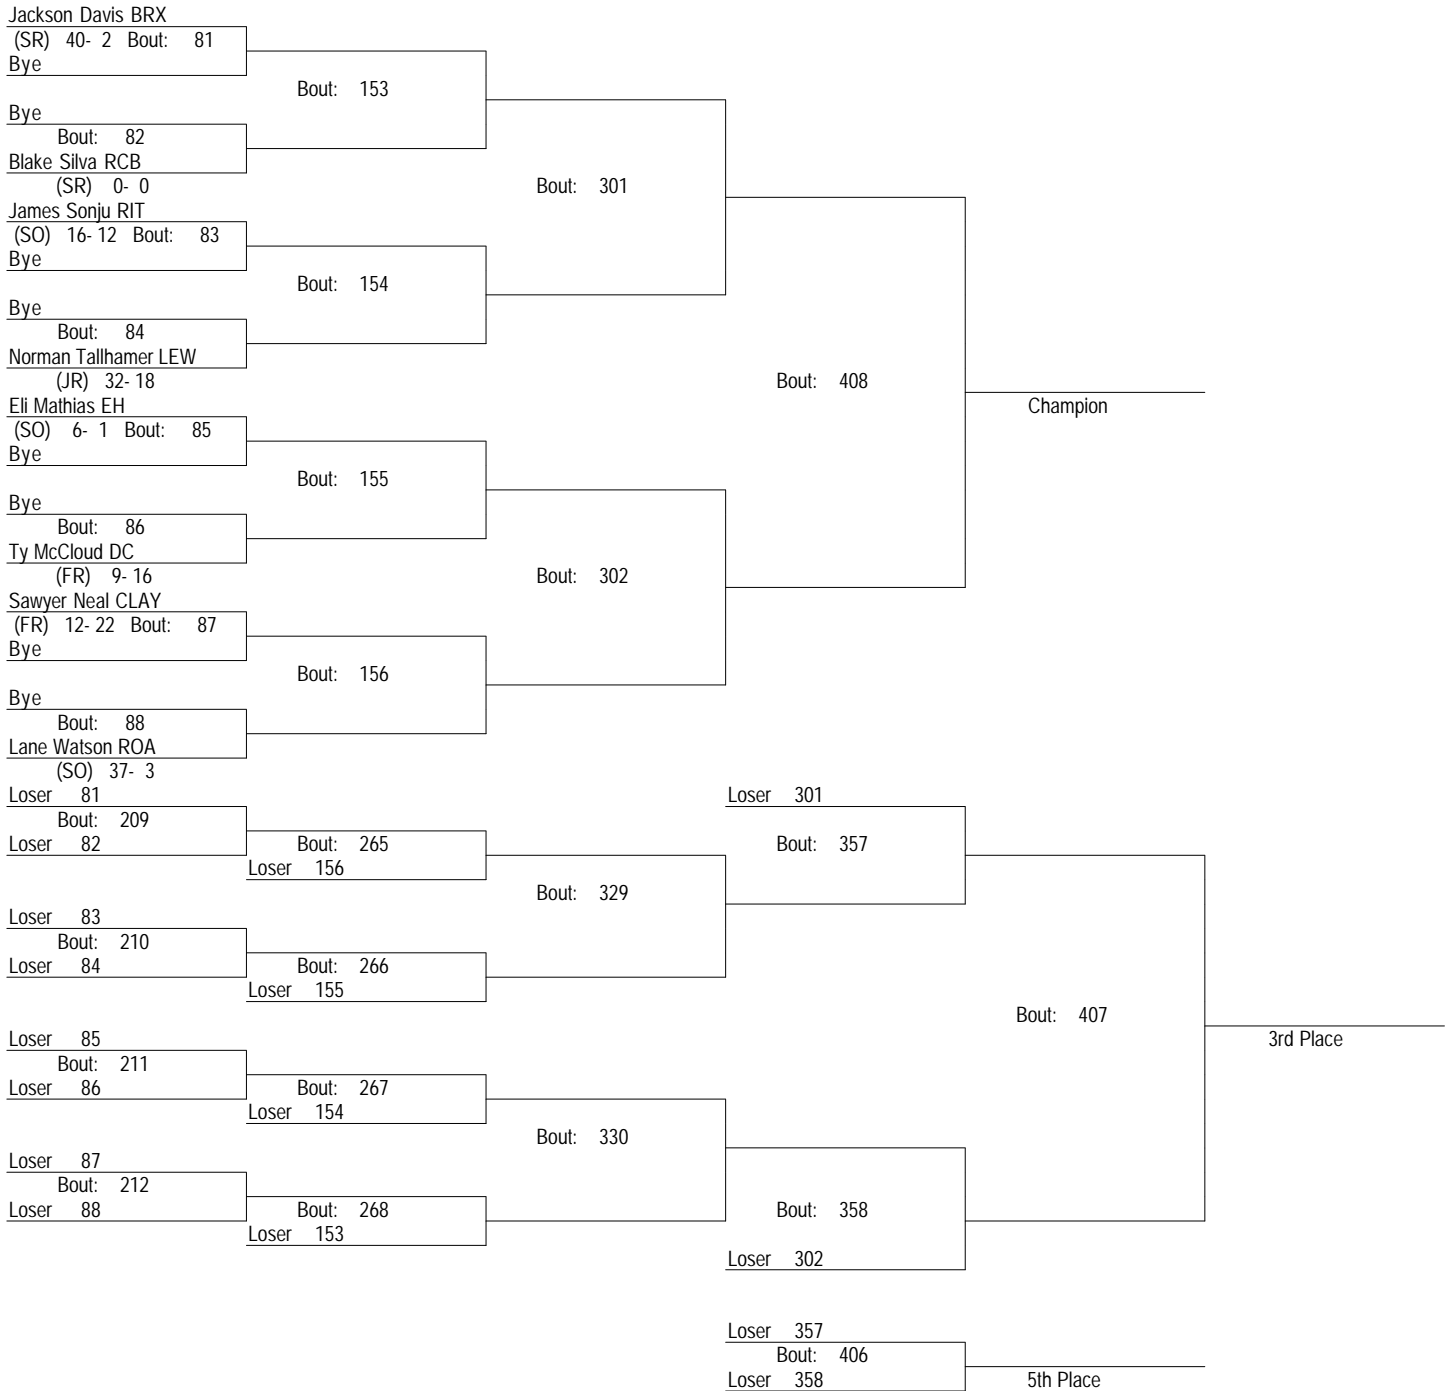 Jackson Davis BRX
(SR) 40- 2 Bout: 81
Bye
Bout: 153
Bye
Bout: 82
Blake Silva RCB
(SR) 0- 0
Bout: 301
James Sonju RIT
(SO) 16- 12 Bout: 83
Bye
Bout: 154
Bye
Bout: 84
Norman Tallhamer LEW
(JR) 32- 18
Bout: 408
Eli Mathias EH
Champion
(SO) 6- 1 Bout: 85
Bye
Bout: 155
Bye
Bout: 86
Ty McCloud DC
(FR) 9- 16
Bout: 302
Sawyer Neal CLAY
(FR) 12- 22 Bout: 87
Bye
Bout: 156
Bye
Bout: 88
Lane Watson ROA
(SO) 37- 3
Loser 81
Loser 301
Bout: 209
Loser 82
Bout: 265
Bout: 357
Loser 156
Bout: 329
Loser 83
Bout: 210
Loser 84
Bout: 266
Loser 155
Bout: 407
Loser 85
3rd Place
Bout: 211
Loser 86
Bout: 267
Loser 154
Bout: 330
Loser 87
Bout: 212
Loser 88
Bout: 268
Bout: 358
Loser 153
Loser 302
Loser 357
Bout: 406
Loser 358
5th Place